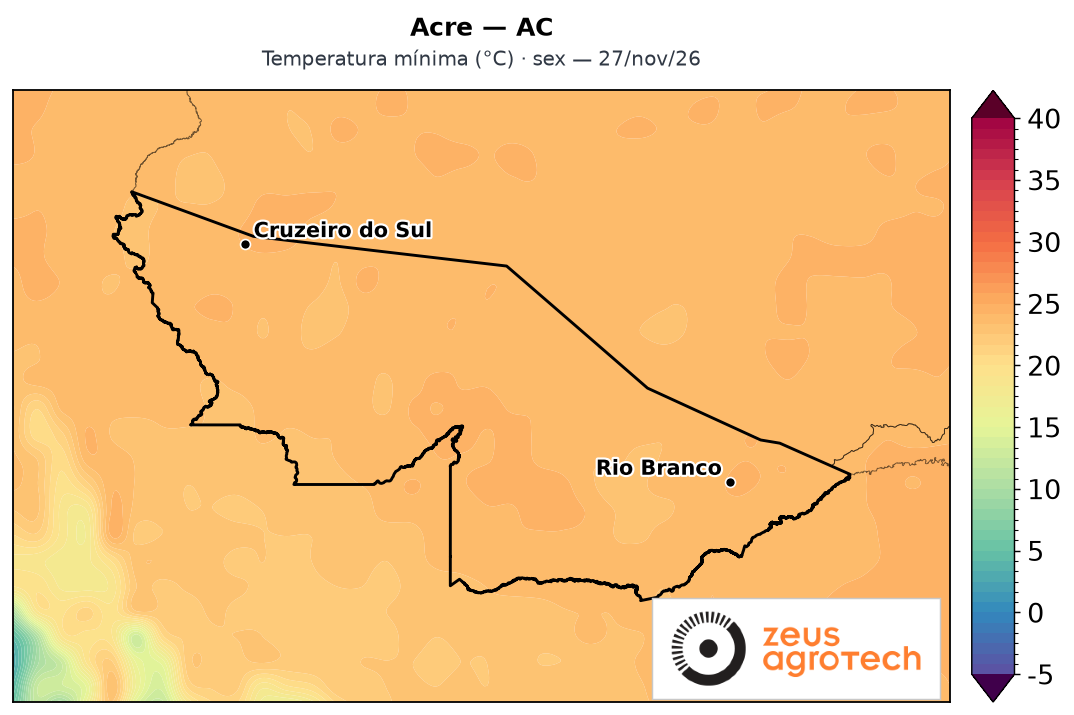 Acre — AC
Temperatura mínima (°C) · sex — 27/nov/26
Cruzeiro do Sul
Rio Branco
zeus
agrotech
40
35
30
25
20
15
10
5
0
-5